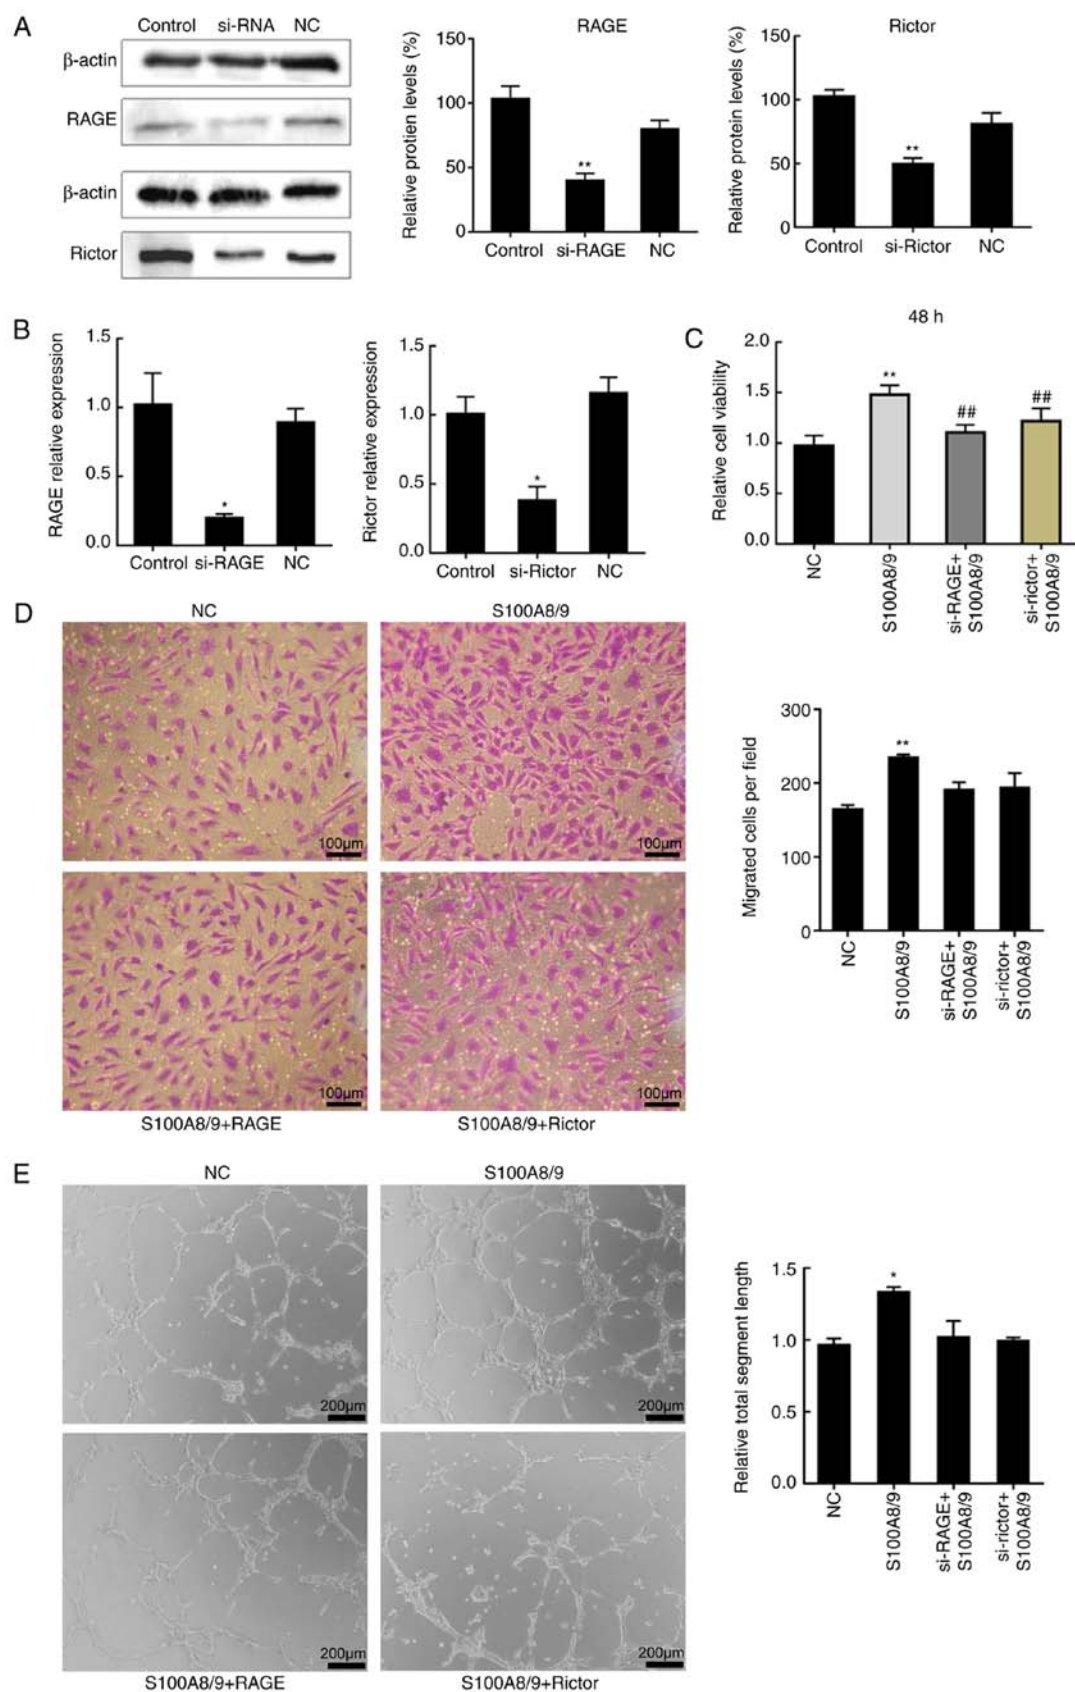 A
Control si-RNA NC
β-actin
RAGE
β-actin
Rictor
RAGE
Relative protien levels (%)
150
100
50
0
**
Control si-RAGE NC
Rictor
Relative protein levels (%)
150
100
50
0
**
Control si-Rictor NC
B
RAGE relative expression
1.5
1.0
0.5
0.0
*
Control si-RAGE NC
Rictor relative expression
1.5
1.0
0.5
0.0
*
Control si-Rictor NC
C
48 h
Relative cell viability
2.0
1.5
1.0
0.5
0.0
**
##
##
NC
S100A8/9
si-RAGE+
S100A8/9
si-rictor+
S100A8/9
D
NC
S100A8/9
100μm
100μm
100μm
100μm
S100A8/9+RAGE
S100A8/9+Rictor
Migrated cells per field
300
200
100
0
**
NC
S100A8/9
si-RAGE+
S100A8/9
si-rictor+
S100A8/9
E
NC
S100A8/9
200μm
200μm
200μm
200μm
S100A8/9+RAGE
S100A8/9+Rictor
Relative total segment length
1.5
1.0
0.5
0.0
*
NC
S100A8/9
si-RAGE+
S100A8/9
si-rictor+
S100A8/9